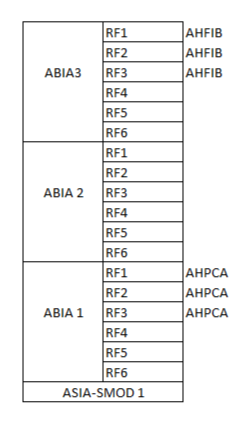 RF1 AHFIB
RF2 AHFIB
ABIA3 RF3 AHFIB
RF4
RF5
RF6
RF1
RF2
ABIA 2 RF3
RF4
RF5
RF6
RF1 AHPCA
RF2 AHPCA
ABIA 1 RF3 AHPCA
RF4
RF5
RF6
ASIA-SMOD 1